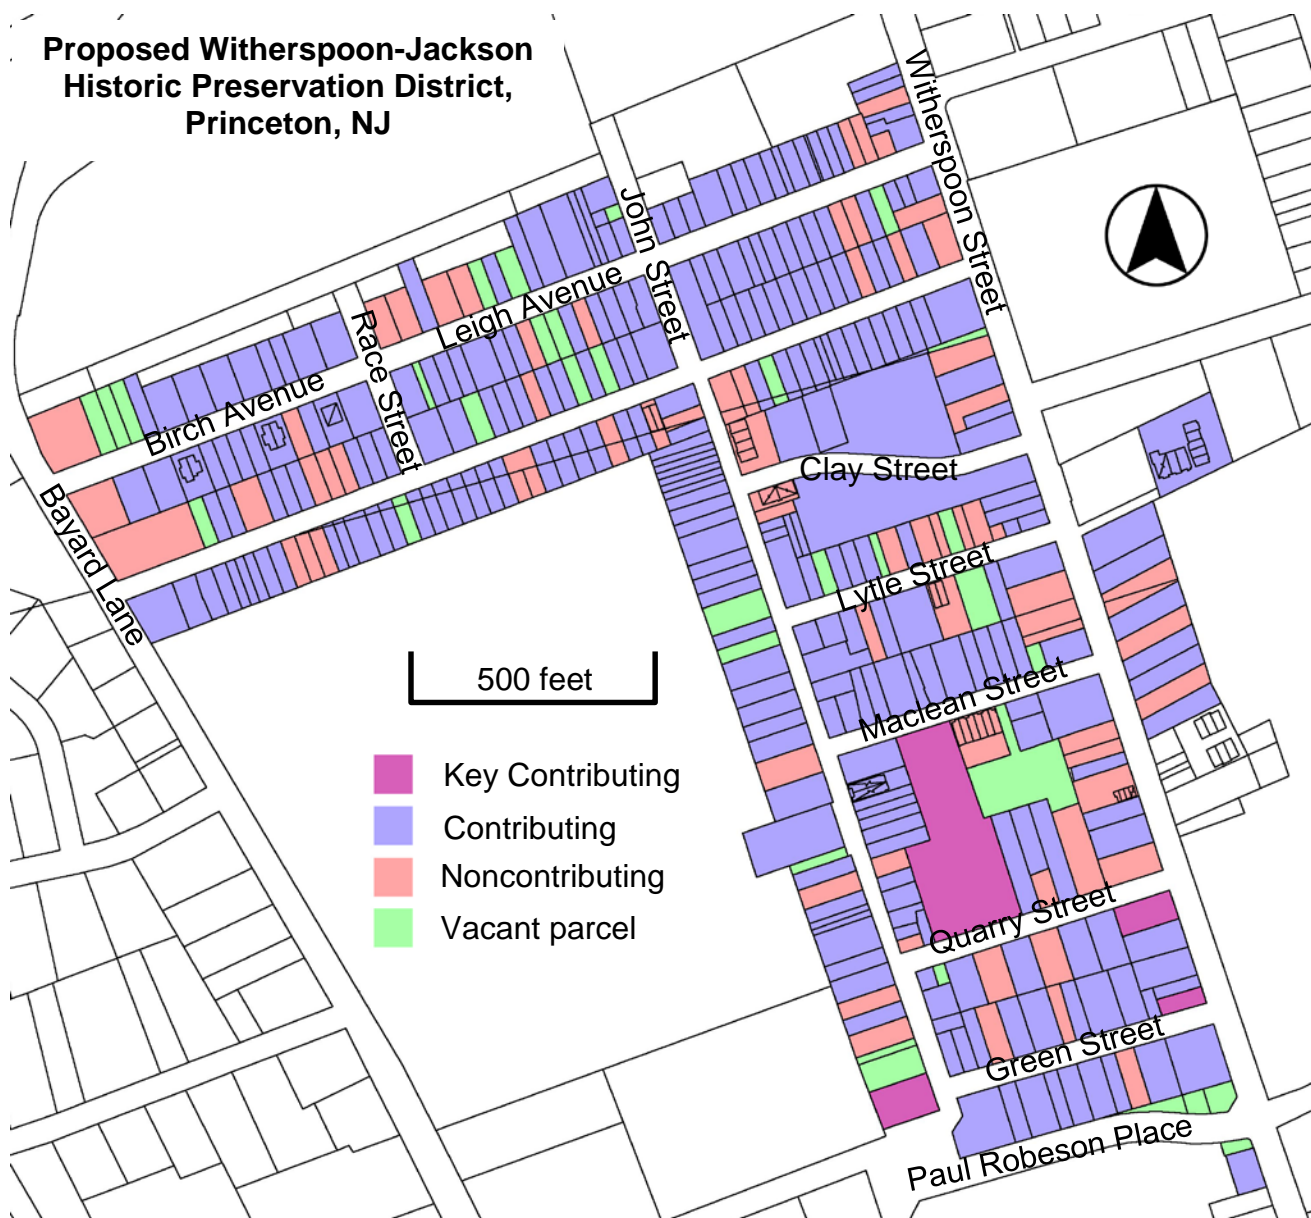 Proposed Witherspoon-Jackson
Historic Preservation District,
Princeton, NJ
Witherspoon Street
John Street
Leigh Avenue
Race Street
Birch Avenue
Bayard Lane
Clay Street
Lytle Street
Maclean Street
Quarry Street
Green Street
Paul Robeson Place
500 feet
Key Contributing
Contributing
Noncontributing
Vacant parcel